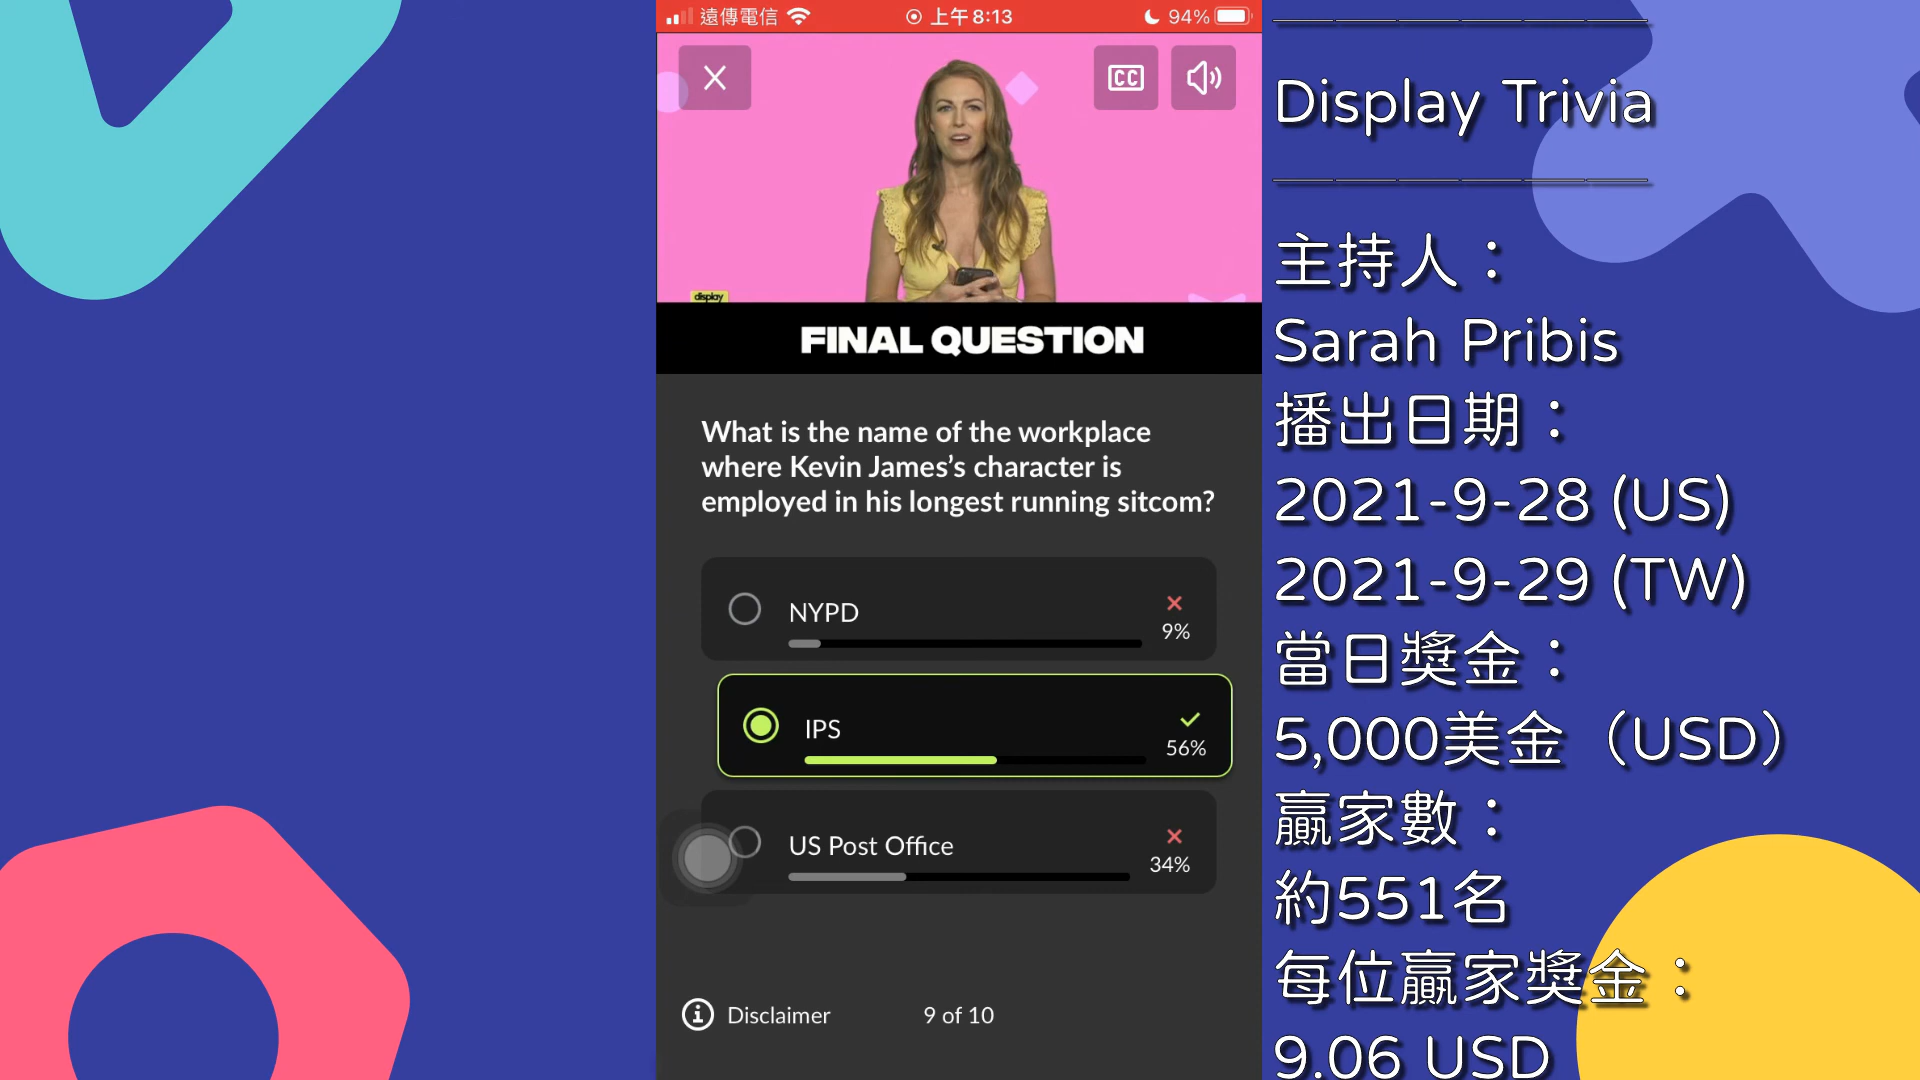 遠傳電信
上午8:13
94%
CC
display
FINAL QUESTION
What is the name of the workplace
where Kevin James’s character is
employed in his longest running sitcom?
NYPD
9%
IPS
56%
US Post Office
34%
Disclaimer
9 of 10
Display Trivia
主持人：
Sarah Pribis
播出日期：
2021-9-28 (US)
2021-9-29 (TW)
當日獎金：
5,000美金（USD）
贏家數：
約551名
每位贏家獎金：
9.06 USD